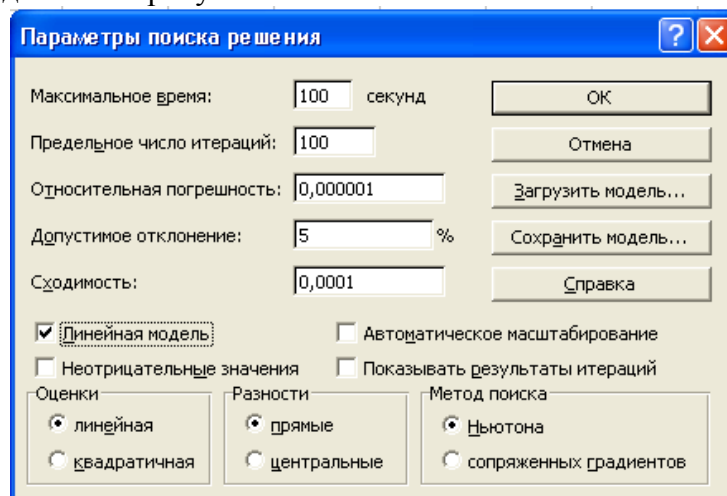 Параметры поиска решения
Максимальное время: 100 секунд OK
Предельное число итераций: 100 Отмена
Относительная погрешность: 0,000001 Загрузить модель...
Допустимое отклонение: 5 % Сохранить модель...
Сходимость: 0,0001 Справка
Линейная модель Автоматическое масштабирование
Неотрицательные значения Показывать результаты итераций
Оценки Разности Метод поиска
линейная прямые Ньютона
квадратичная центральные сопряженных градиентов